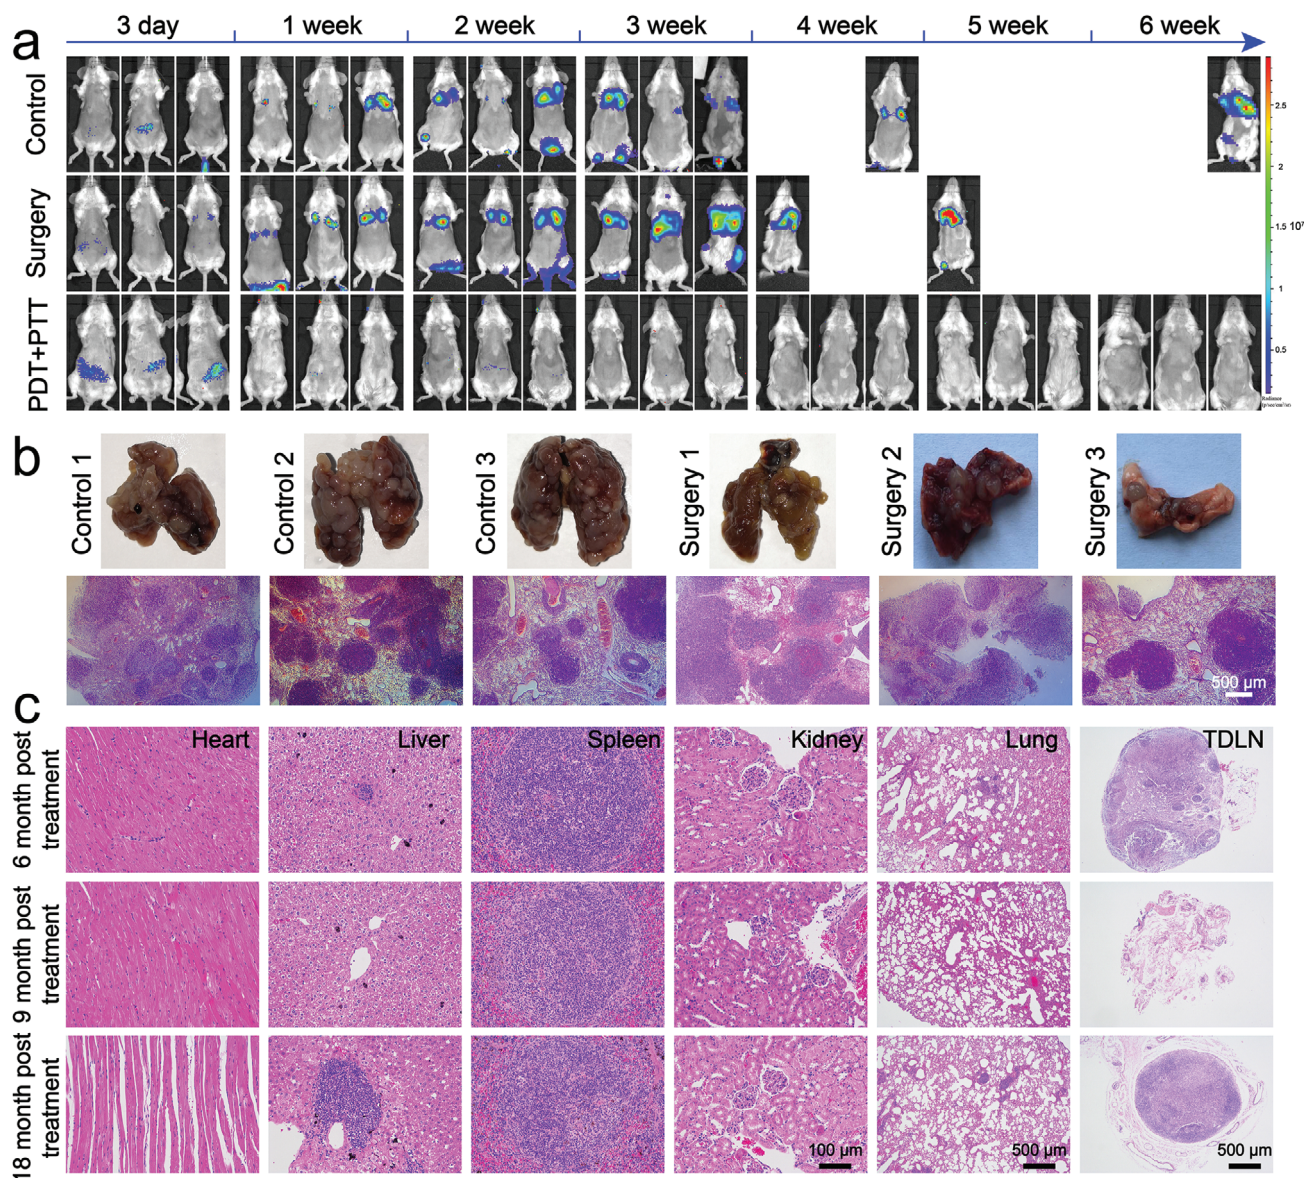 a
3 day
1 week
2 week
3 week
4 week
5 week
6 week
Control
Surgery
PDT+PTT
2.5
2
1.5
10⁷
1
0.5
Radiance
b
Control 1
Control 2
Control 3
Surgery 1
Surgery 2
Surgery 3
500 µm
c
Heart
Liver
Spleen
Kidney
Lung
TDLN
6 month post
treatment
9 month post
treatment
18 month post
treatment
100 µm
500 µm
500 µm